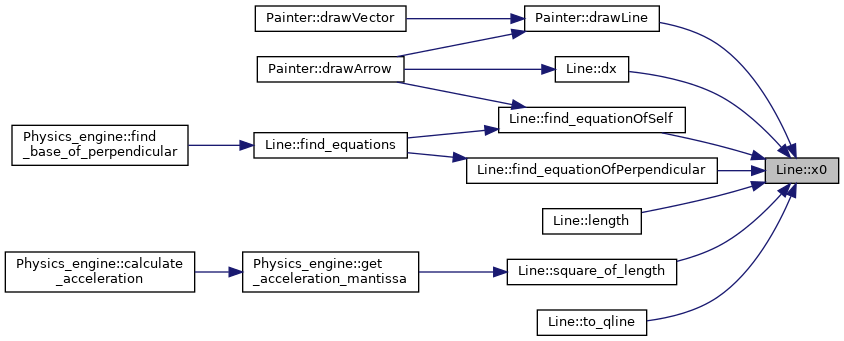 Painter::drawVector
Painter::drawLine
Painter::drawArrow
Line::dx
Line::find_equationOfSelf
Physics_engine::find
_base_of_perpendicular
Line::find_equations
Line::find_equationOfPerpendicular
Line::x0
Line::length
Physics_engine::calculate
_acceleration
Physics_engine::get
_acceleration_mantissa
Line::square_of_length
Line::to_qline